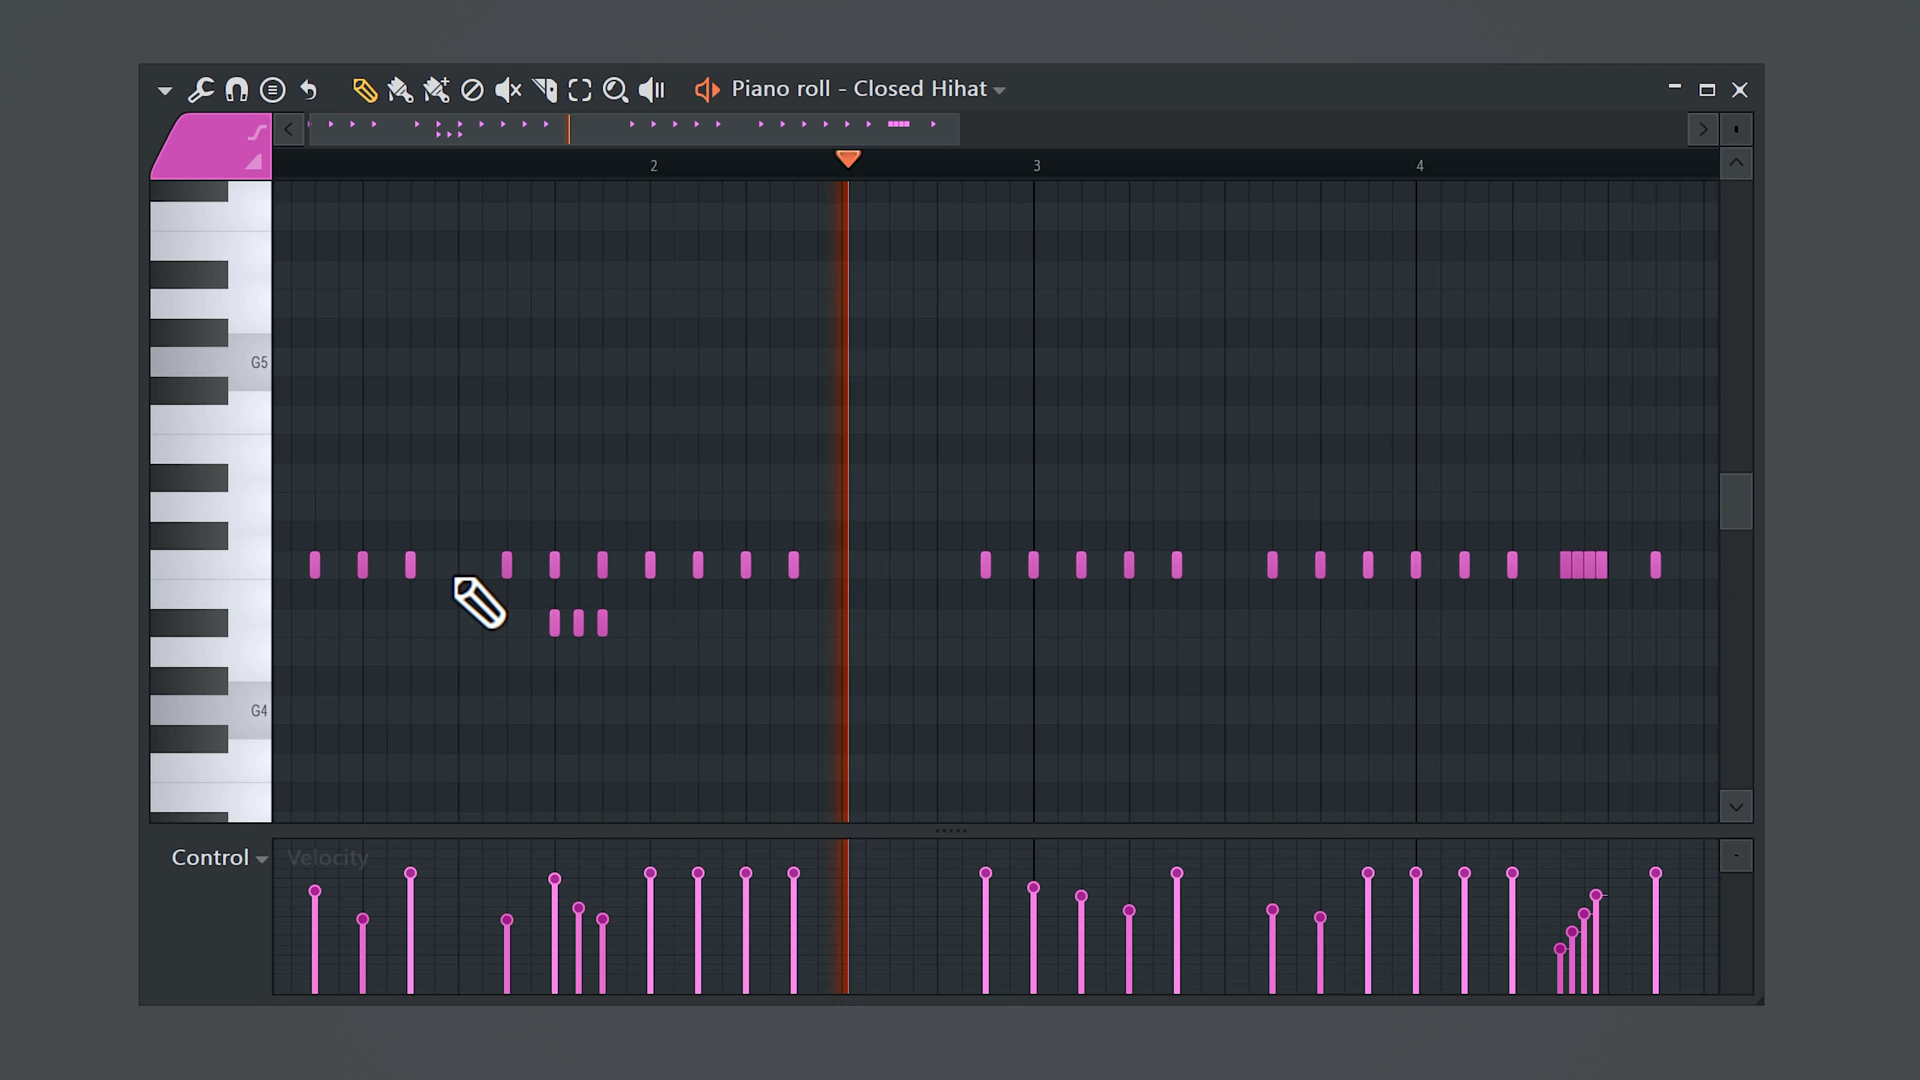 Piano roll - Closed Hihat
2 3 4
G5
G4
Control
Velocity